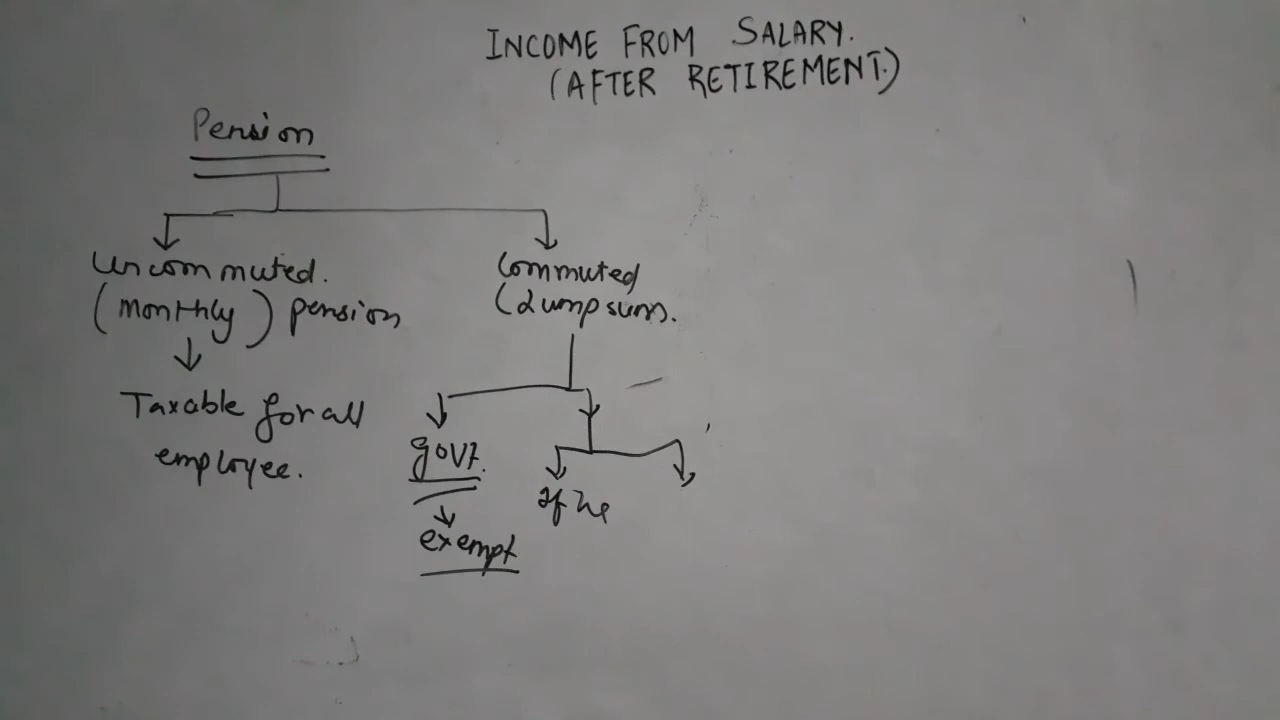 INCOME FROM SALARY.
(AFTER RETIREMENT.)
Pension
Uncommuted.
(monthly) pension
Taxable for all
employee.
Commuted
(Lumpsum.
govt.
exempt
If he